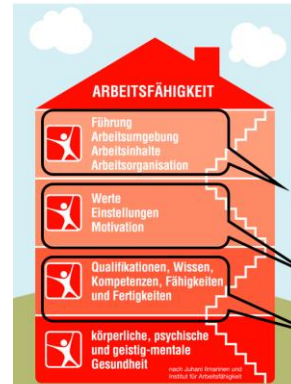 ARBEITSFÄHIGKEIT
Führung
Arbeitsumgebung
Arbeitsinhalte
Arbeitsorganisation
Werte
Einstellungen
Motivation
Qualifikationen, Wissen,
Kompetenzen, Fähigkeiten
und Fertigkeiten
körperliche, psychische
und geistig-mentale
Gesundheit
nach Juhani Ilmarinen und
Institut für Arbeitsfähigkeit